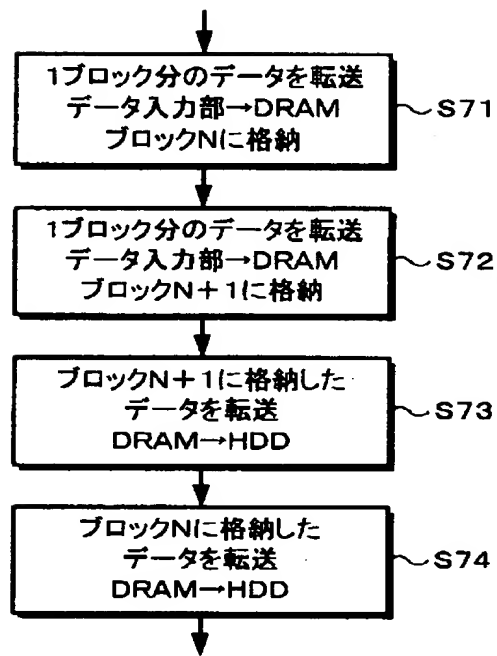 1ブロック分のデータを転送
データ入力部→DRAM
ブロックNに格納
S71
1ブロック分のデータを転送
データ入力部→DRAM
ブロックN+1に格納
S72
ブロックN+1に格納した
データを転送
DRAM→HDD
S73
ブロックNに格納した
データを転送
DRAM→HDD
S74